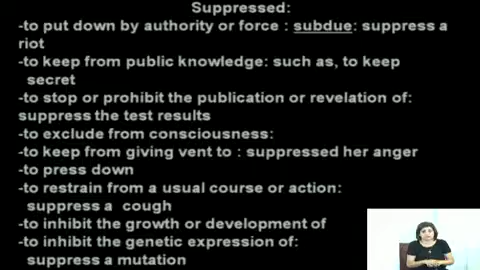 Suppressed:
-to put down by authority or force : subdue: suppress a
riot
-to keep from public knowledge: such as, to keep
secret
-to stop or prohibit the publication or revelation of:
suppress the test results
-to exclude from consciousness:
-to keep from giving vent to : suppressed her anger
-to press down
-to restrain from a usual course or action:
suppress a cough
-to inhibit the growth or development of
-to inhibit the genetic expression of:
suppress a mutation